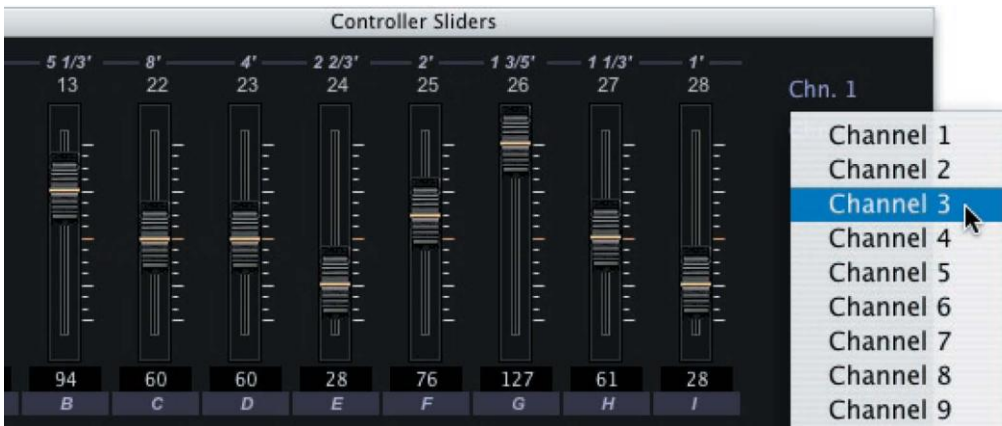 Controller Sliders
5 1/3' 8' 4' 2 2/3' 2' 1 3/5' 1 1/3' 1'
13 22 23 24 25 26 27 28
Chn. 1
Channel 1
Channel 2
Channel 3
Channel 4
Channel 5
Channel 6
Channel 7
Channel 8
Channel 9
94 60 60 28 76 127 61 28
B C D E F G H I